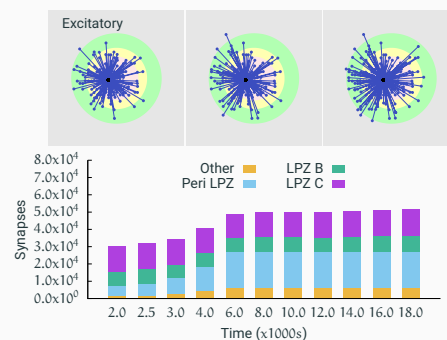 Excitatory
8.0x10⁴
7.0x10⁴
6.0x10⁴
5.0x10⁴
4.0x10⁴
3.0x10⁴
2.0x10⁴
1.0x10⁴
0.0x10⁰
Synapses
Other
LPZ B
Peri LPZ
LPZ C
2.0 2.5 3.0 4.0 6.0 8.0 10.0 12.0 14.0 16.0 18.0
Time (x1000s)